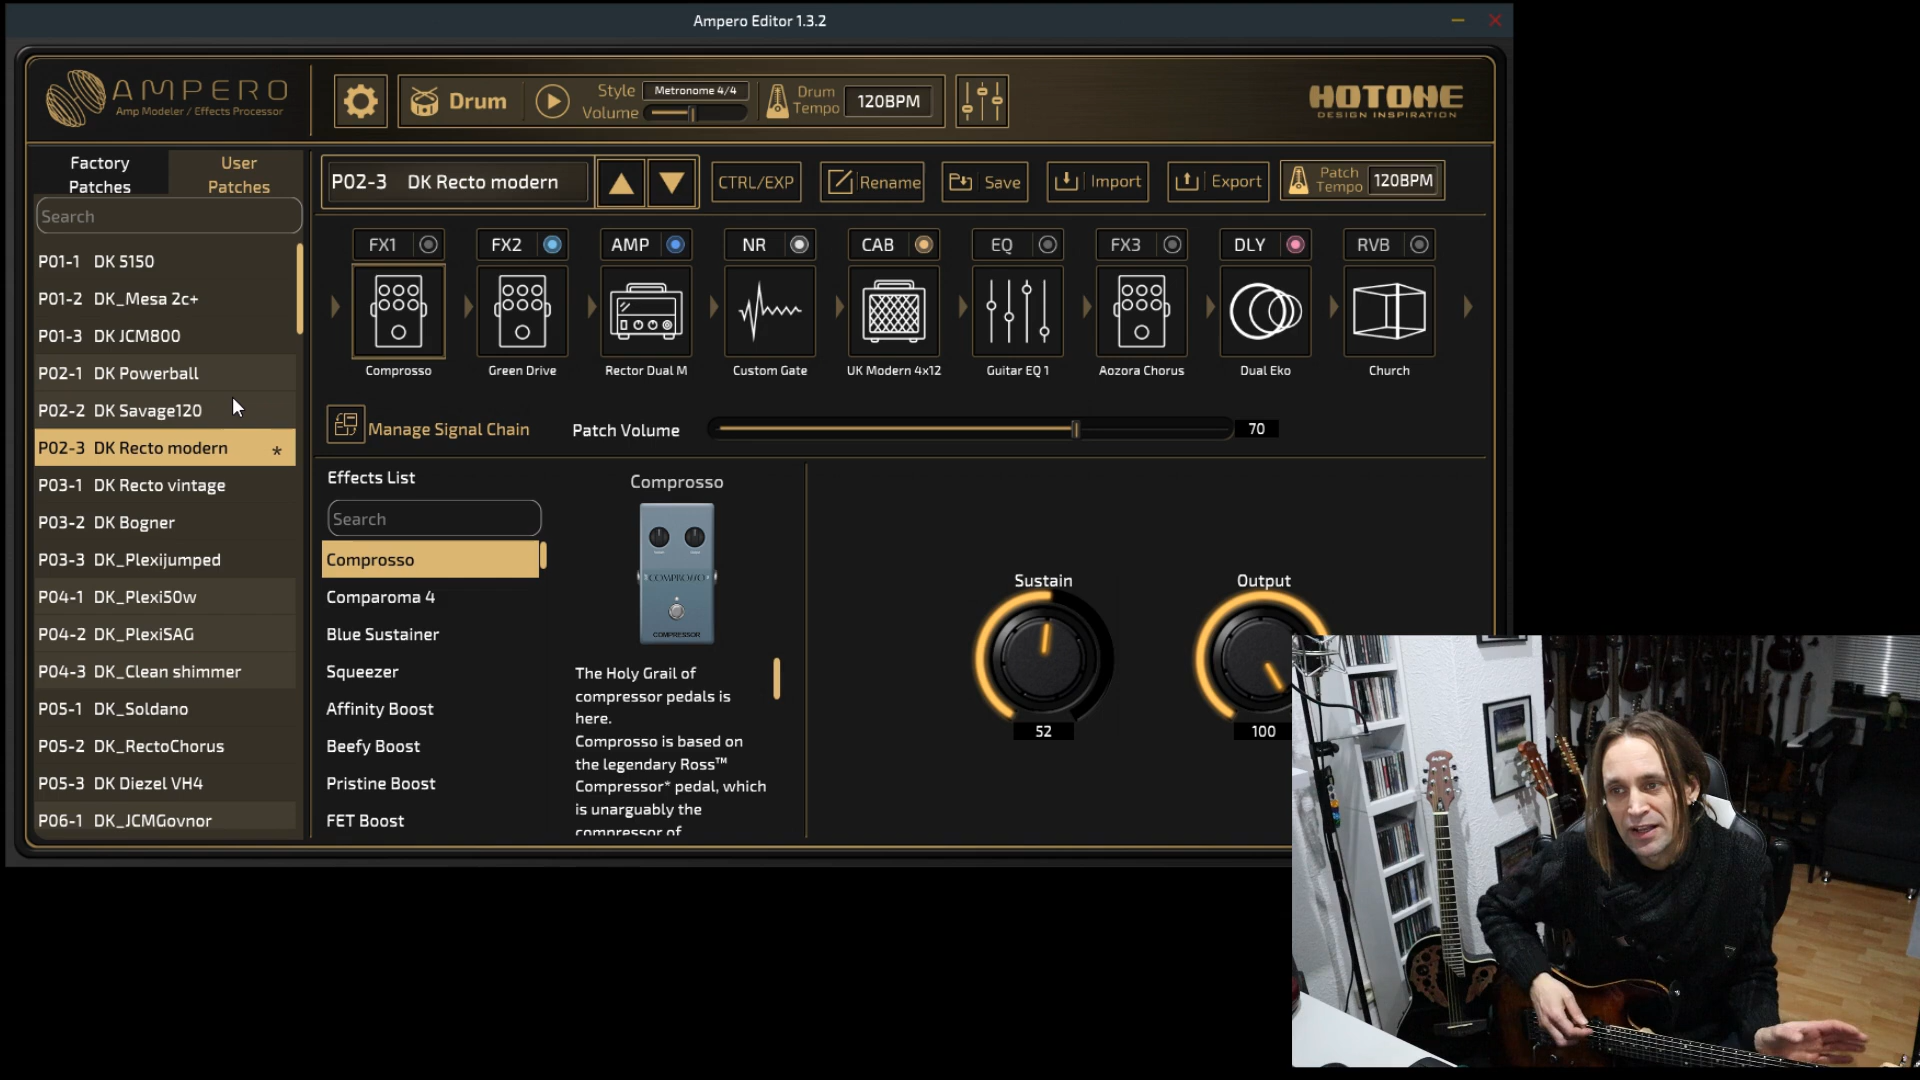 Ampero Editor 1.3.2
AMPERO
Amp Modeler / Effects Processor
Drum
Style
Metronome 4/4
Volume
Drum
Tempo
120BPM
HOTONE
DESIGN INSPIRATION
Factory
Patches
User
Patches
Search
P01-1 DK 5150
P01-2 DK_Mesa 2c+
P01-3 DK JCM800
P02-1 DK Powerball
P02-2 DK Savage120
P02-3 DK Recto modern *
P03-1 DK Recto vintage
P03-2 DK Bogner
P03-3 DK_Plexijumped
P04-1 DK_Plexi50w
P04-2 DK_PlexiSAG
P04-3 DK_Clean shimmer
P05-1 DK_Soldano
P05-2 DK_RectoChorus
P05-3 DK Diezel VH4
P06-1 DK_JCMGovnor
P02-3 DK Recto modern
CTRL/EXP
Rename
Save
Import
Export
Patch
Tempo
120BPM
FX1
FX2
AMP
NR
CAB
EQ
FX3
DLY
RVB
Comprosso
Green Drive
Rector Dual M
Custom Gate
UK Modern 4x12
Guitar EQ 1
Aozora Chorus
Dual Eko
Church
Manage Signal Chain
Patch Volume
70
Effects List
Search
Comprosso
Comparoma 4
Blue Sustainer
Squeezer
Affinity Boost
Beefy Boost
Pristine Boost
FET Boost
Comprosso
COMPRESSOR
The Holy Grail of
compressor pedals is
here.
Comprosso is based on
the legendary Ross™
Compressor* pedal, which
is unarguably the
compressor of
Sustain
52
Output
100